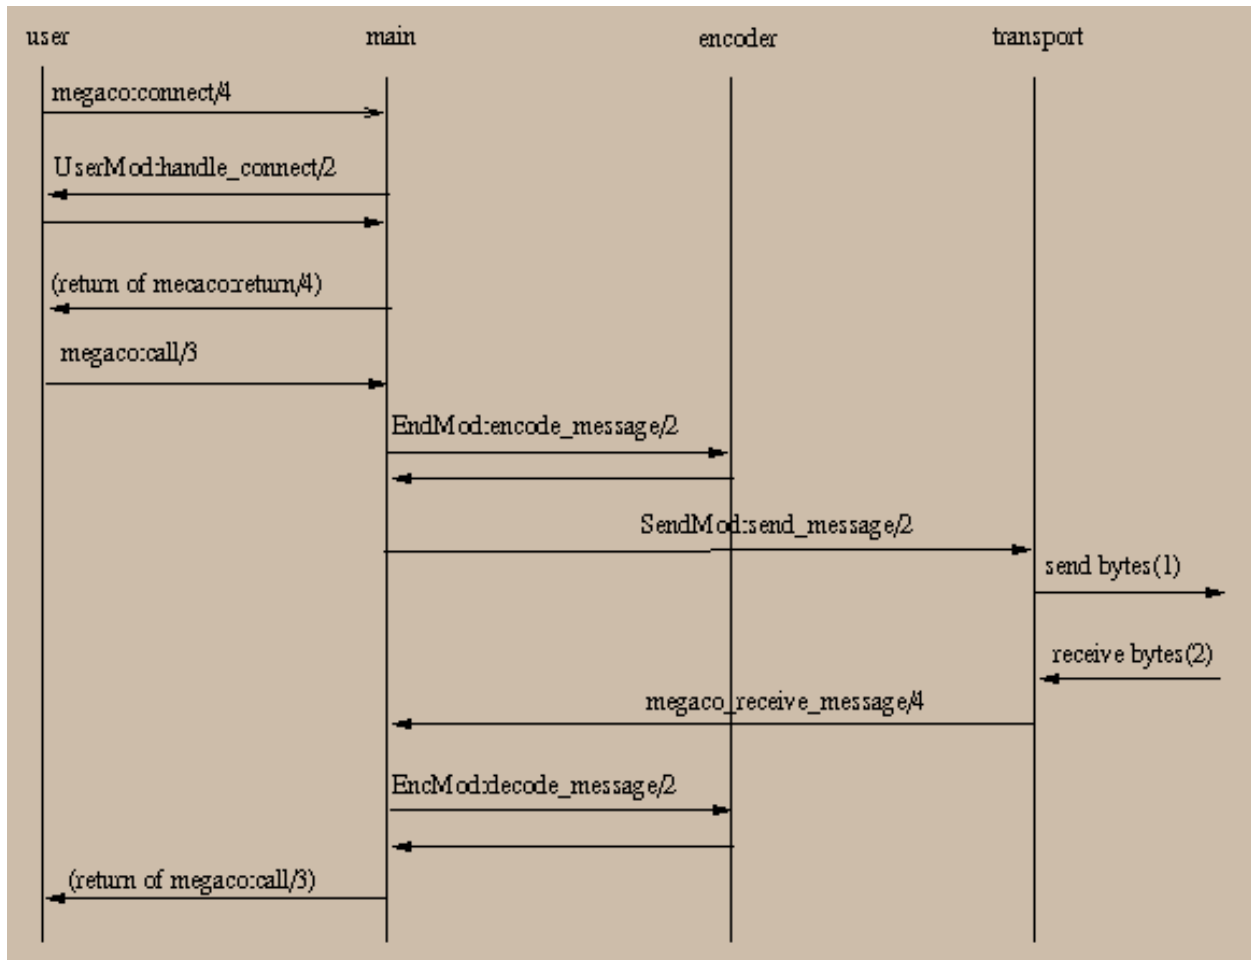 user main encoder transport
megaco:connect/4
UserMod:handle_connect/2
(return of mecaco:return/4)
megaco:call/3
EndMod:encode_message/2
SendMod:send_message/2
send bytes(1)
receive bytes(2)
megaco_receive_message/4
EncMod:decode_message/2
(return of megaco:call/3)